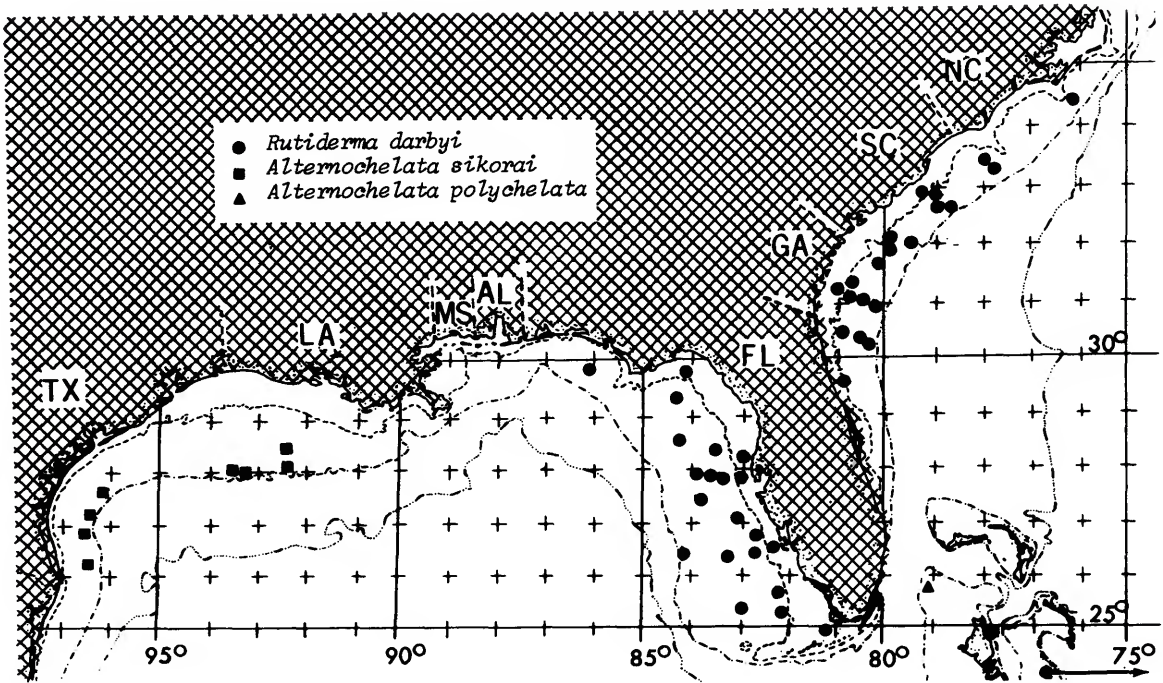 NC
Rutiderma darbyi
Alternochelata sikorai
Alternochelata polychelata
SC
GA
AL
MS
LA
FL
TX
30°
25°
95° 90° 85° 80° 75°